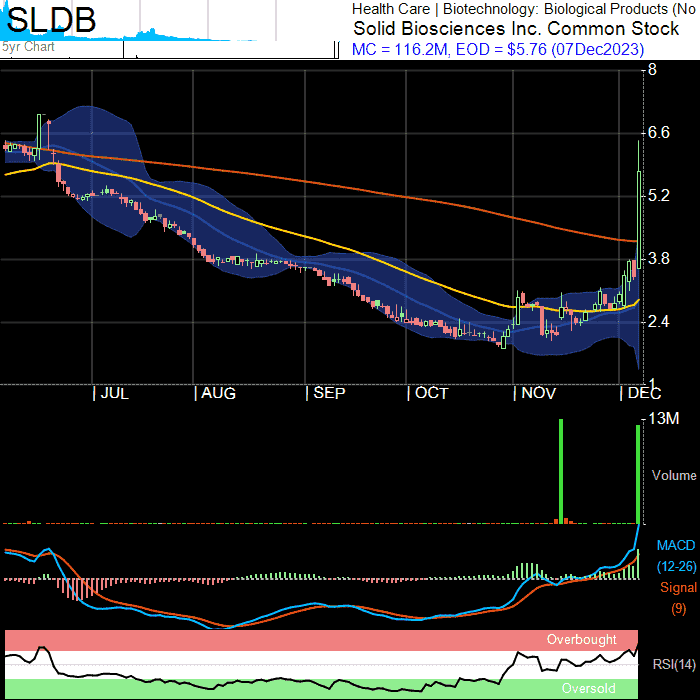 SLDB
Health Care | Biotechnology: Biological Products (No
Solid Biosciences Inc. Common Stock
5yr Chart
MC = 116.2M, EOD = $5.76 (07Dec2023)
8
6.6
5.2
3.8
2.4
1
| JUL | AUG | SEP | OCT | NOV | DEC
13M
Volume
MACD
(12-26)
Signal
(9)
Overbought
RSI(14)
Oversold